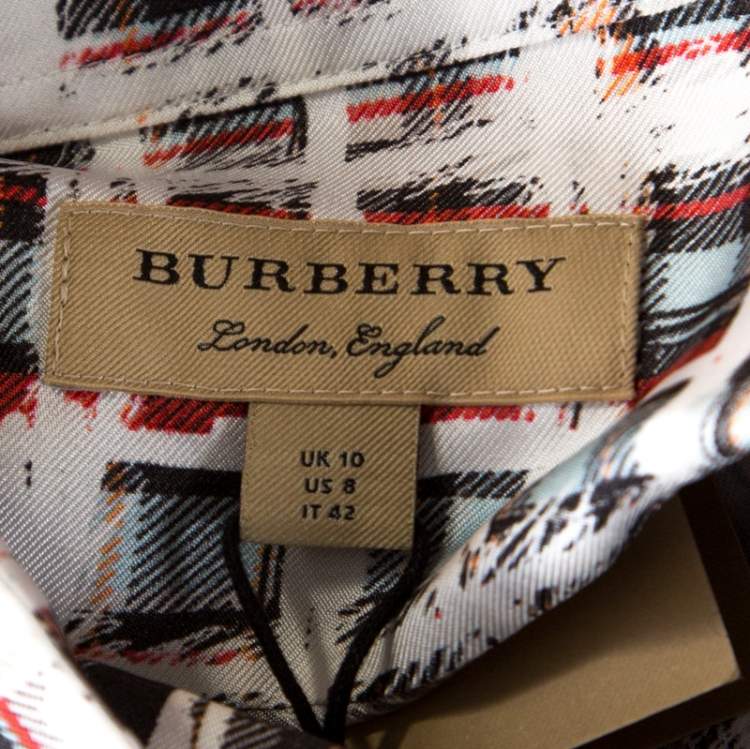 BURBERRY
London, England
UK 10
US 8
IT 42